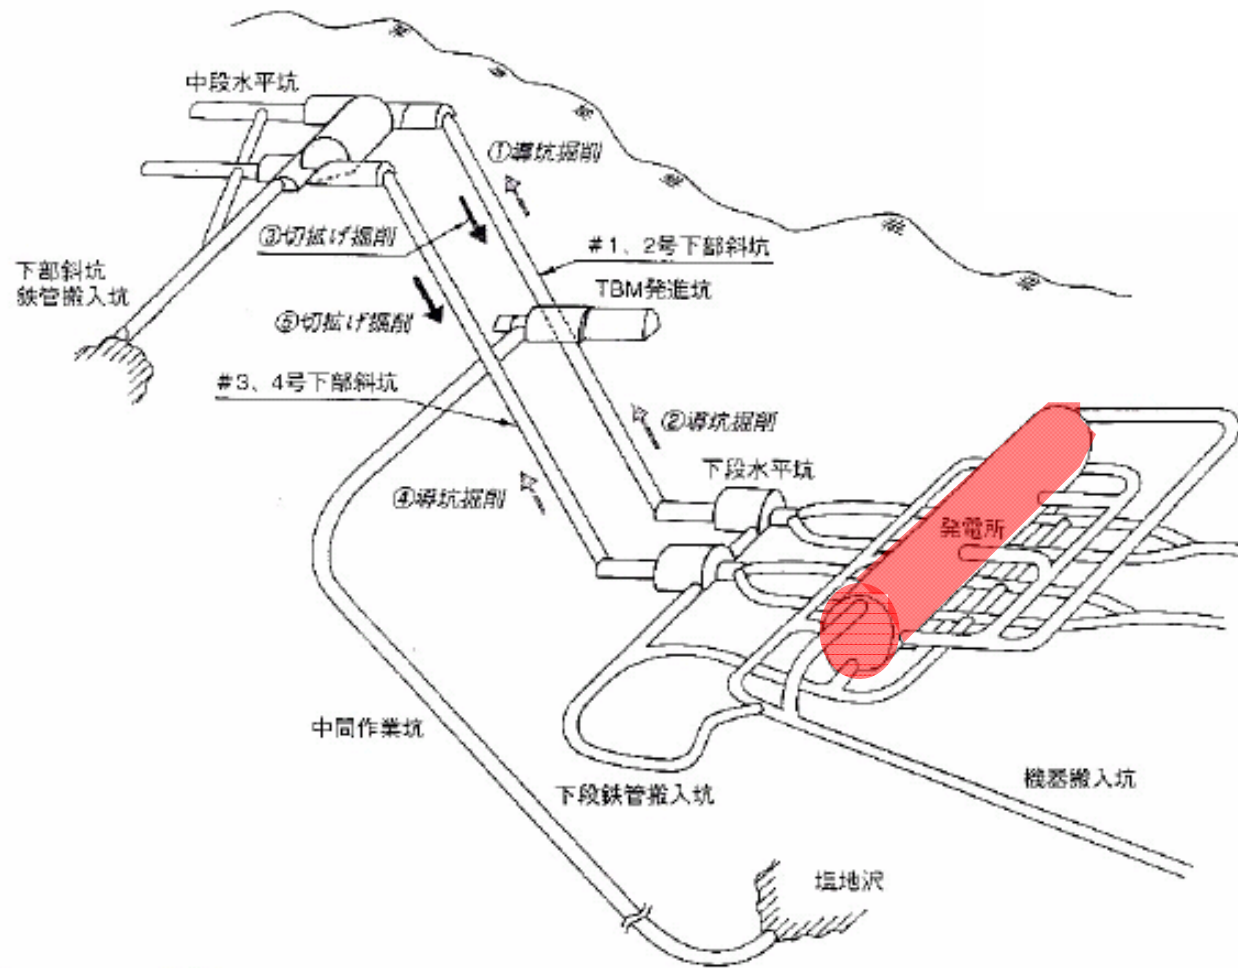 中段水平坑
①導坑掘削
③切拡げ掘削
#1、2号下部斜坑
下部斜坑
鉄管搬入坑
TBM発進坑
⑤切拡げ掘削
#3、4号下部斜坑
②導坑掘削
下段水平坑
④導坑掘削
発電所
中間作業坑
下段鉄管搬入坑
機器搬入坑
塩地沢